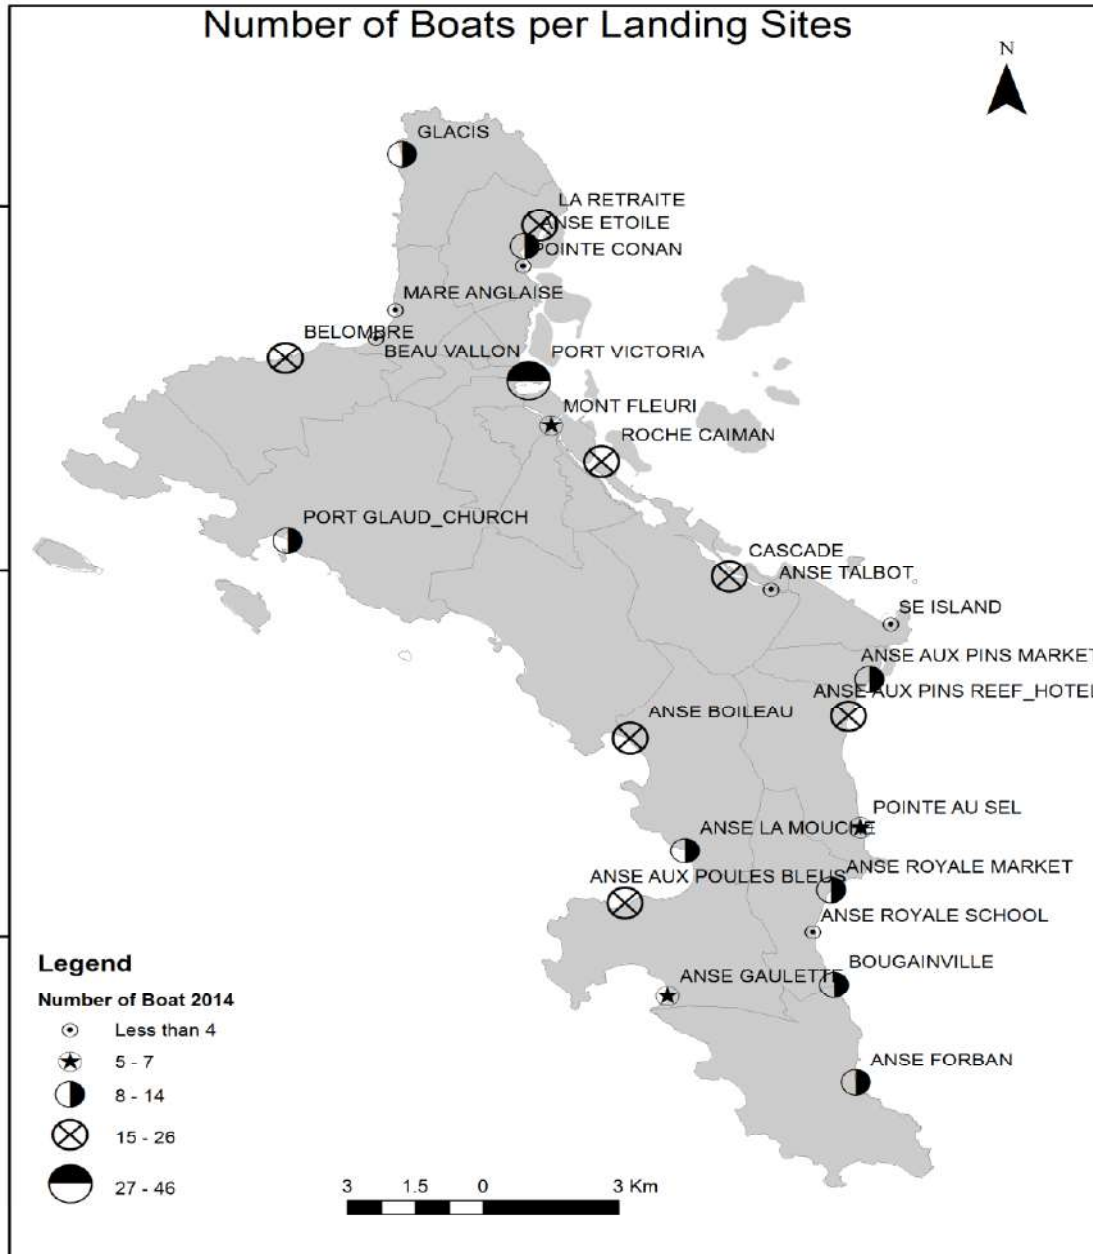 Number of Boats per Landing Sites
N
GLACIS
LA RETRAITE
ANSE ETOILE
POINTE CONAN
MARE ANGLAISE
BELOMBRE
BEAU VALLON
PORT VICTORIA
MONT FLEURI
ROCHE CAIMAN
PORT GLAUD_CHURCH
CASCADE
ANSE TALBOT
SE ISLAND
ANSE AUX PINS MARKET
ANSE AUX PINS REEF_HOTEL
ANSE BOILEAU
POINTE AU SEL
ANSE LA MOUCHE
ANSE ROYALE MARKET
ANSE AUX POULES BLEUS
ANSE ROYALE SCHOOL
BOUGAINVILLE
ANSE GAULETTE
ANSE FORBAN
Legend
Number of Boat 2014
Less than 4
5 - 7
8 - 14
15 - 26
27 - 46
3 1.5 0 3 Km